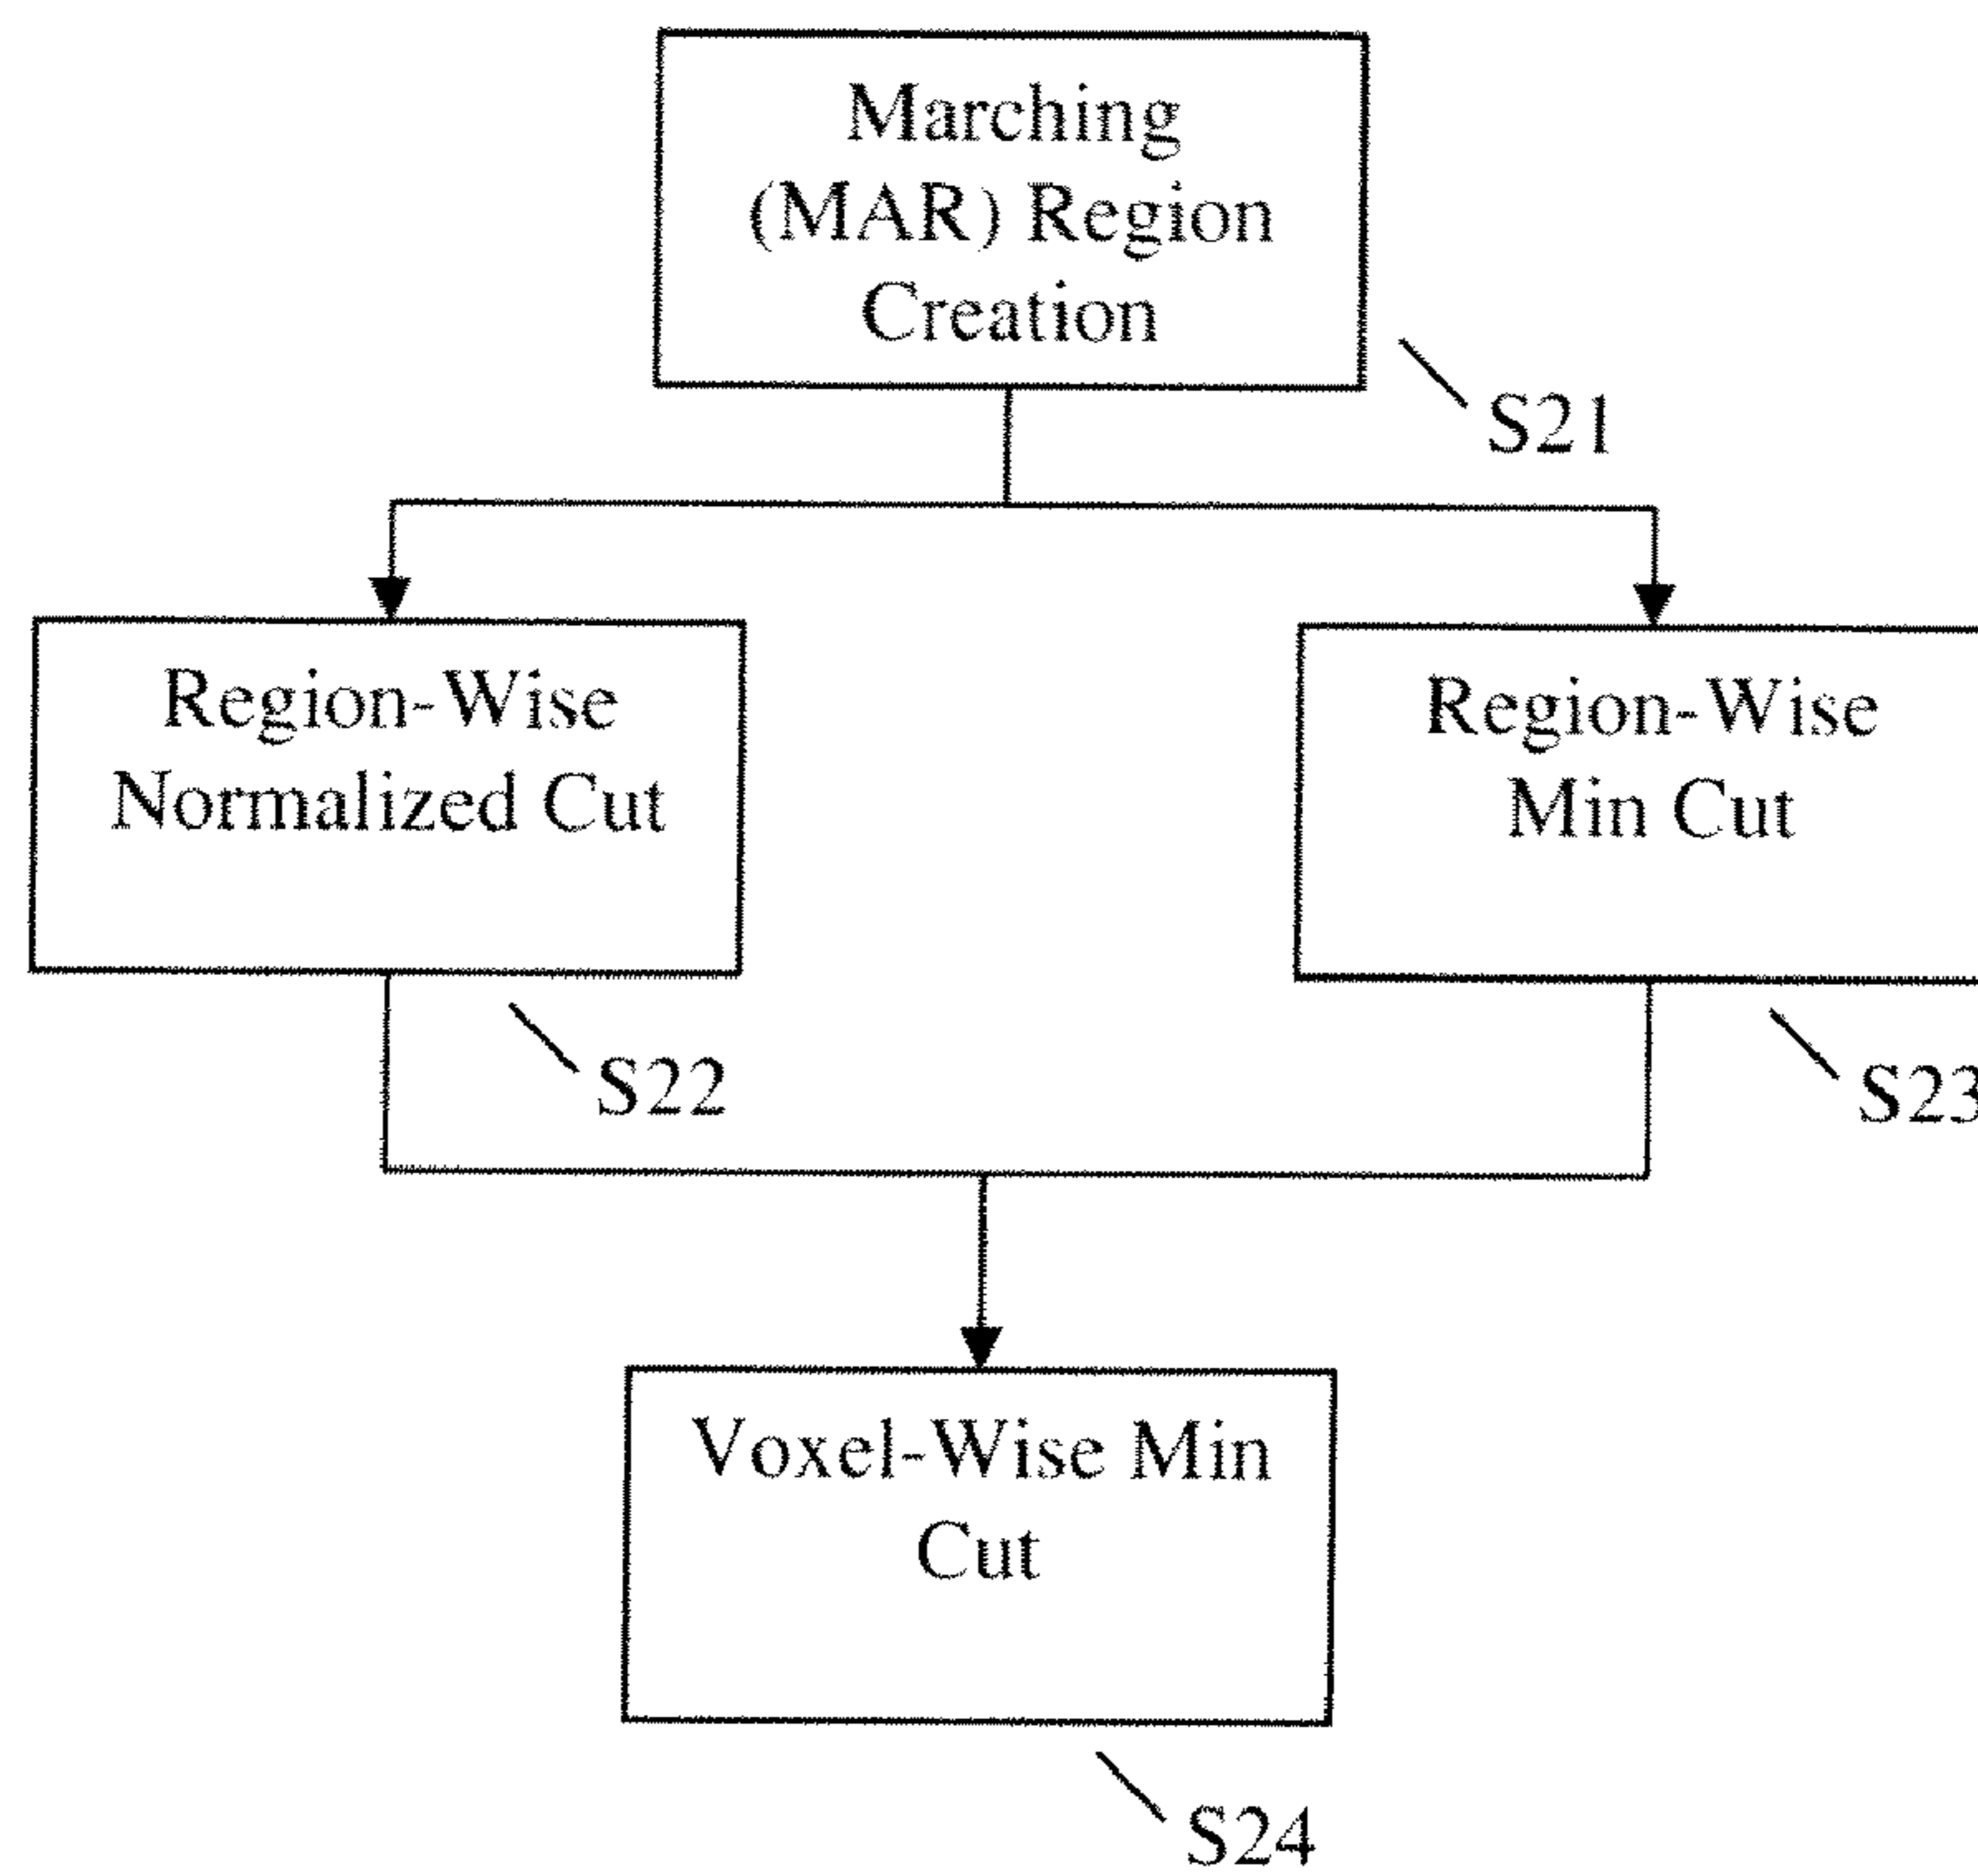 Marching
(MAR) Region
Creation
S21
Region-Wise
Normalized Cut
S22
Region-Wise
Min Cut
S23
Voxel-Wise Min
Cut
S24